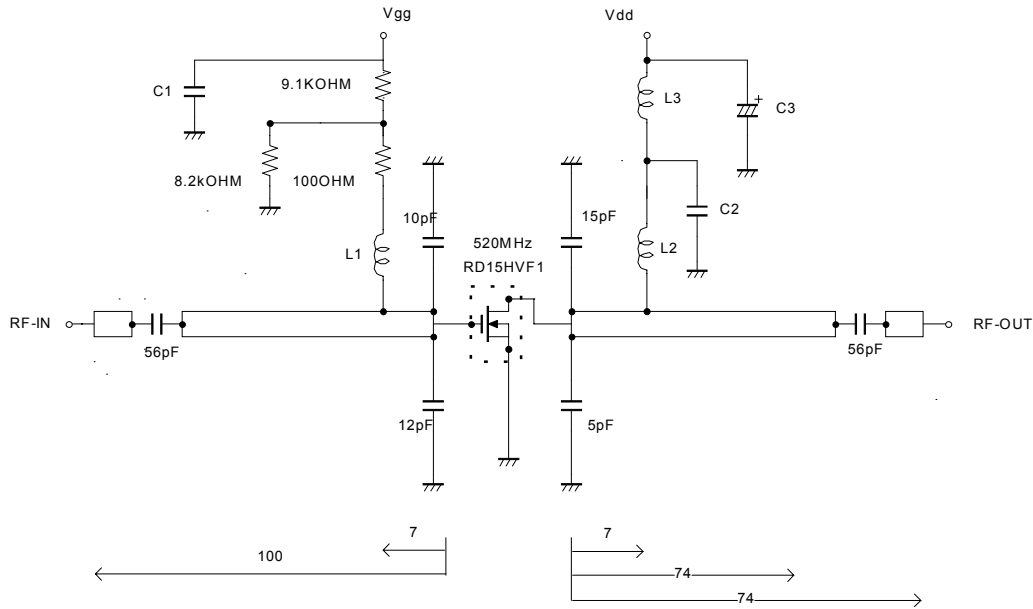 Vgg
Vdd
C1
9.1KOHM
L3
+
C3
8.2kOHM
100OHM
10pF
15pF
C2
520MHz
L1
L2
RD15HVF1
RF-IN
RF-OUT
56pF
56pF
12pF
5pF
7
7
100
74
74